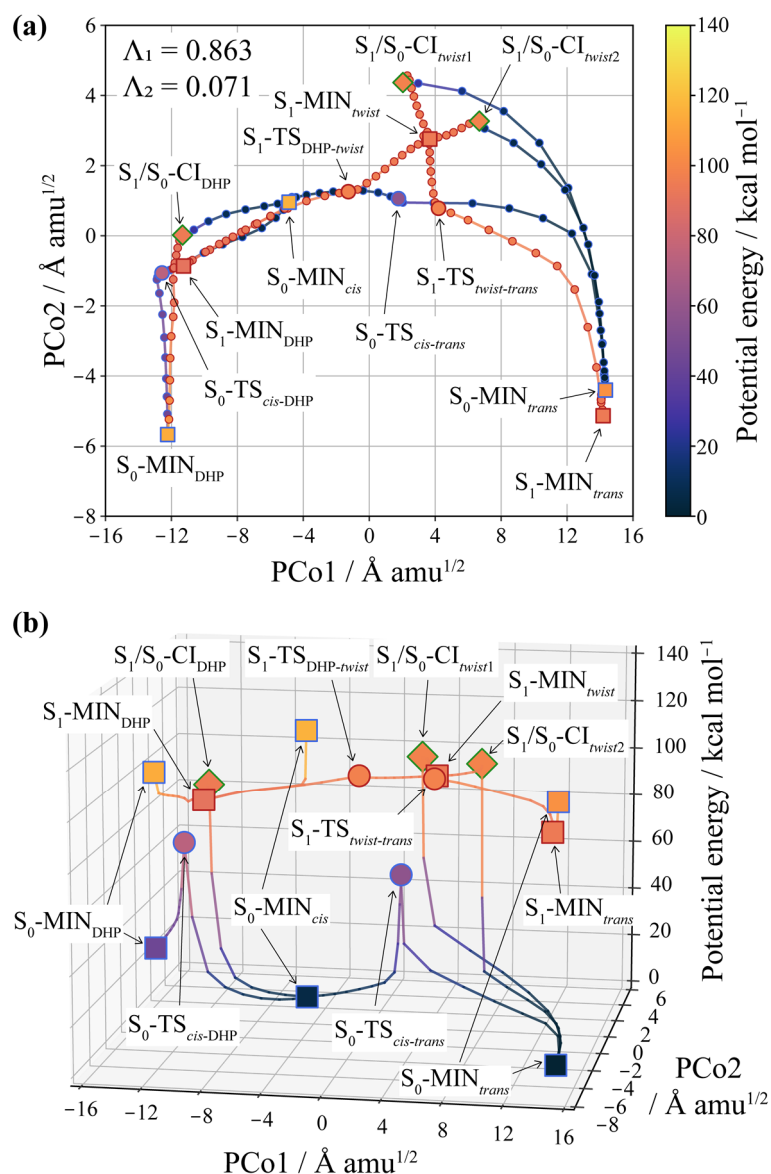 (a)
Λ₁ = 0.863
Λ₂ = 0.071
S₁/S₀-CI_twist1
S₁/S₀-CI_twist2
S₁-MIN_twist
S₁-TS_DHP-twist
S₁/S₀-CI_DHP
S₀-MIN_cis
S₁-TS_twist-trans
S₁-MIN_DHP
S₀-TS_cis-trans
S₀-TS_cis-DHP
S₀-MIN_trans
S₀-MIN_DHP
S₁-MIN_trans
6
4
2
0
−2
−4
−6
−8
PCo2 / Å amu^1/2
−16 −12 −8 −4 0 4 8 12 16
PCo1 / Å amu^1/2
140
120
100
80
60
40
20
0
Potential energy / kcal mol⁻¹
(b)
S₁/S₀-CI_DHP
S₁-TS_DHP-twist
S₁/S₀-CI_twist1
S₁-MIN_twist
S₁-MIN_DHP
S₁/S₀-CI_twist2
S₁-TS_twist-trans
S₀-MIN_DHP
S₀-MIN_cis
S₁-MIN_trans
S₀-TS_cis-DHP
S₀-TS_cis-trans
S₀-MIN_trans
140
120
100
80
60
40
20
0
Potential energy / kcal mol⁻¹
6
4
2
0
−2
−4
−6
−8
PCo2
/ Å amu^1/2
−16 −12 −8 −4 0 4 8 12 16
PCo1 / Å amu^1/2